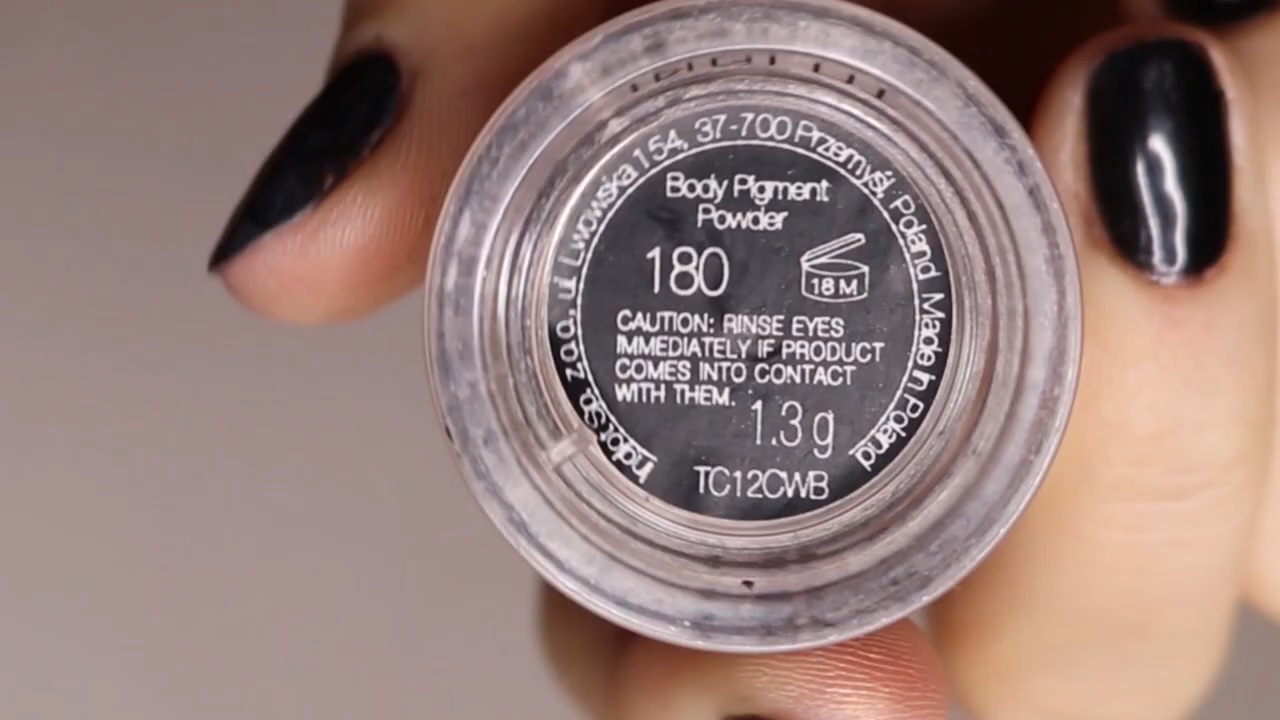 Inglot Sp. z o.o. ul Lwowska 154, 37-700 Przemyśl, Poland Made in Poland
Body Pigment
Powder
180
18 M
CAUTION: RINSE EYES
IMMEDIATELY IF PRODUCT
COMES INTO CONTACT
WITH THEM.
1.3 g
TC12CWB